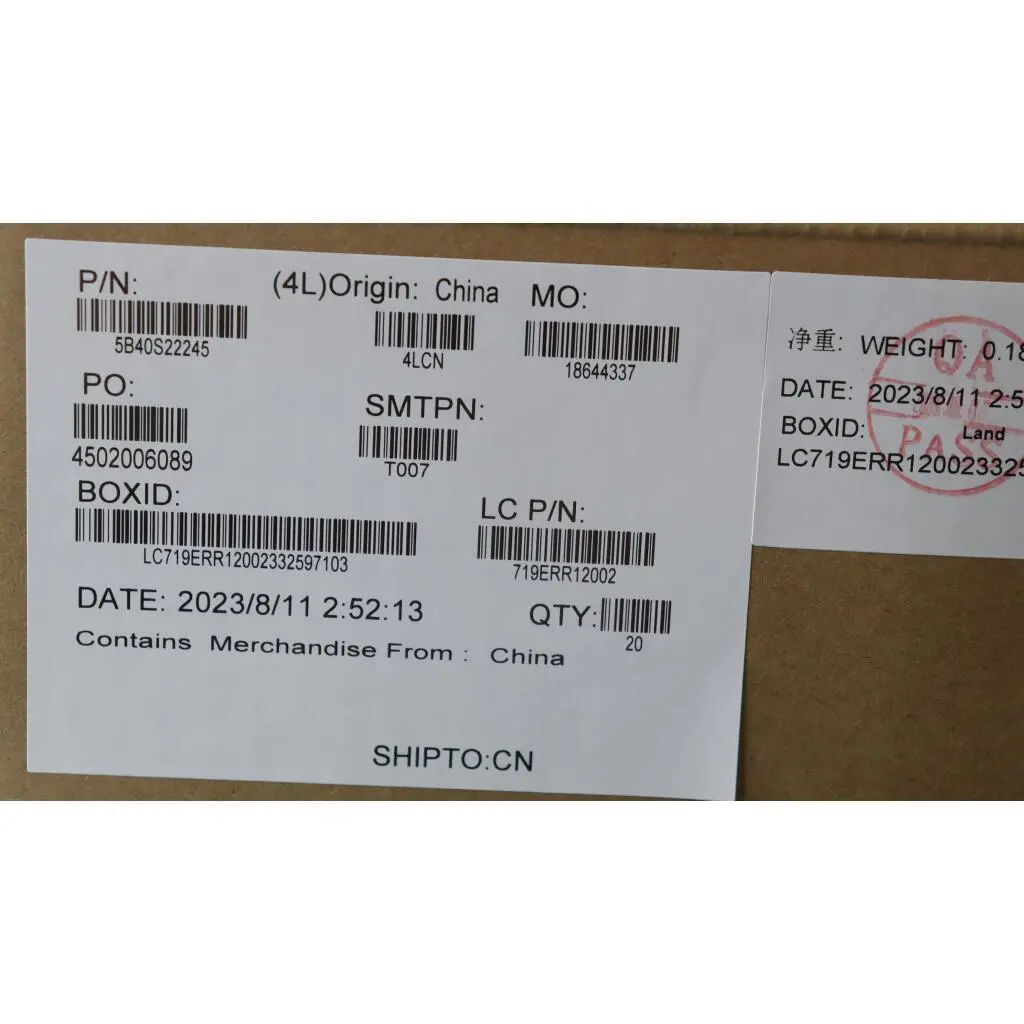 P/N:
5B40S22245
(4L)Origin: China
4LCN
MO:
18644337
PO:
4502006089
SMTPN:
T007
BOXID:
LC719ERR12002332597103
LC P/N:
719ERR12002
DATE: 2023/8/11 2:52:13
QTY:
20
Contains Merchandise From : China
SHIPTO:CN
净重: WEIGHT: 0.18
DATE: 2023/8/11 2:5
BOXID: Land
LC719ERR120023325
QA
PASS